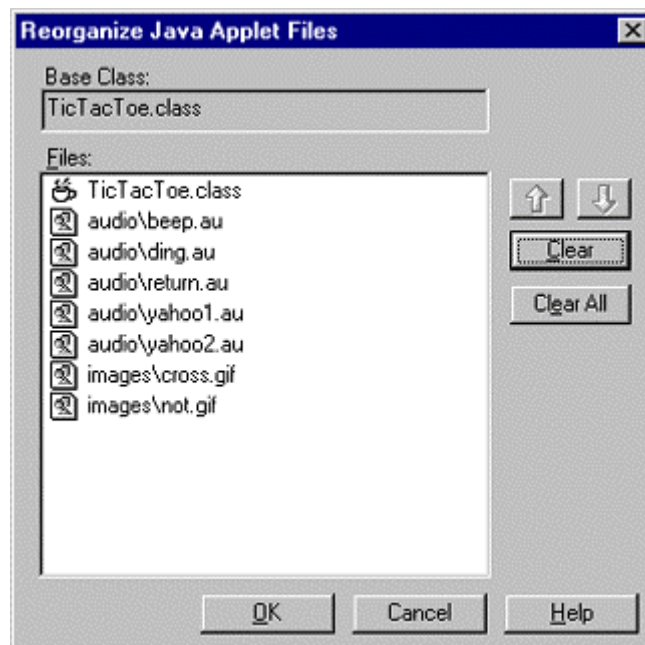 Reorganize Java Applet Files
Base Class:
TicTacToe.class
Files:
TicTacToe.class
audio\beep.au
audio\ding.au
audio\return.au
audio\yahoo1.au
audio\yahoo2.au
images\cross.gif
images\not.gif
Clear
Clear All
OK Cancel Help